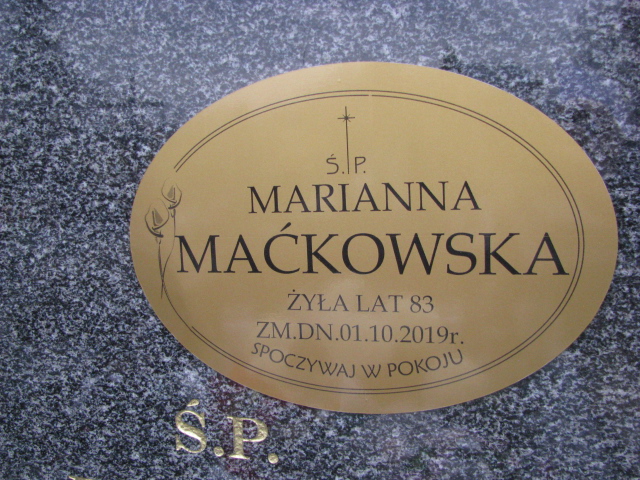 Ś.P.
MARIANNA
MAĆKOWSKA
ŻYŁA LAT 83
ZM.DN.01.10.2019r.
SPOCZYWAJ W POKOJU
Ś.P.